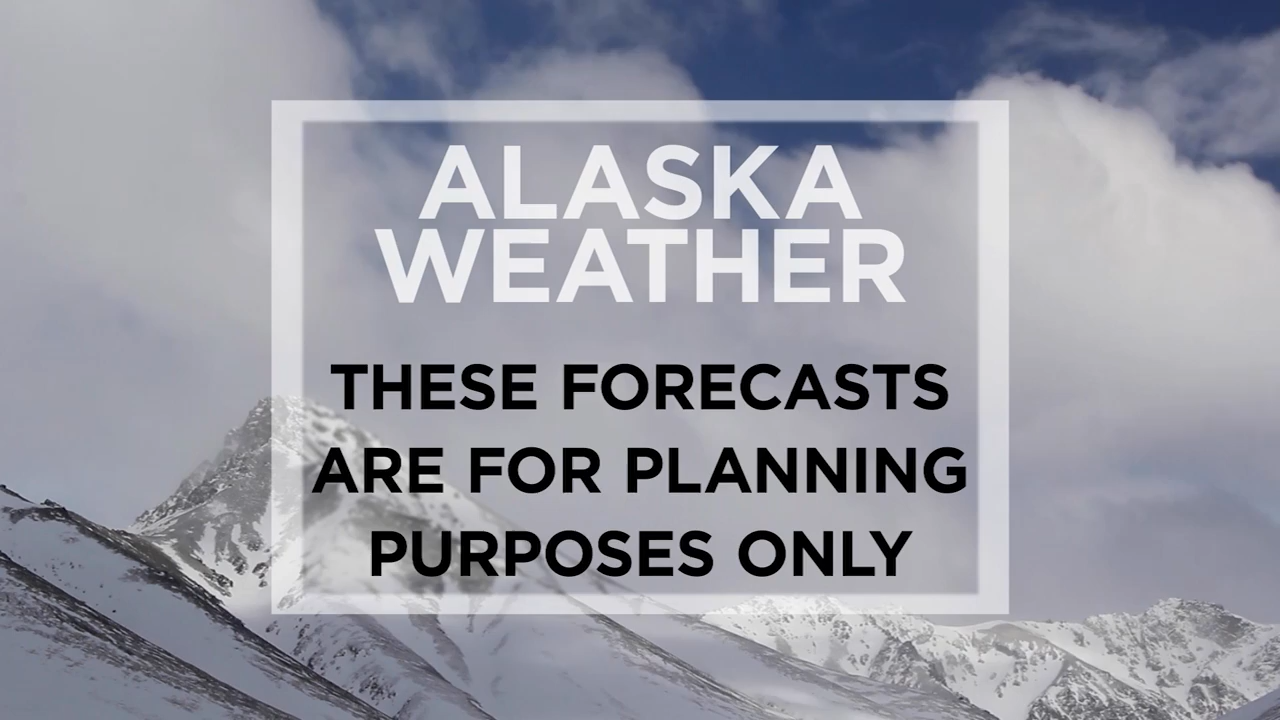 ALASKA
WEATHER
THESE FORECASTS
ARE FOR PLANNING
PURPOSES ONLY